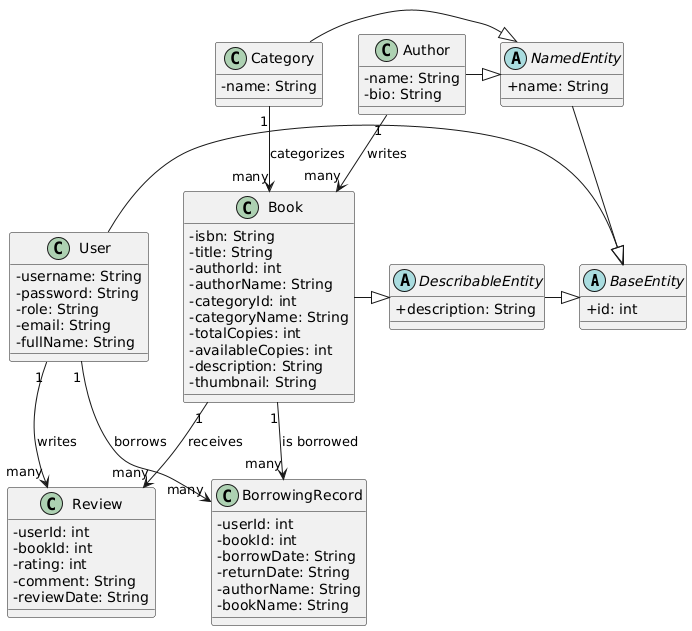 C Category
-name: String
C Author
-name: String
-bio: String
A NamedEntity
+name: String
1
categorizes
many
1
writes
many
C User
-username: String
-password: String
-role: String
-email: String
-fullName: String
C Book
-isbn: String
-title: String
-authorId: int
-authorName: String
-categoryId: int
-categoryName: String
-totalCopies: int
-availableCopies: int
-description: String
-thumbnail: String
A DescribableEntity
+description: String
A BaseEntity
+id: int
1
writes
many
1
borrows
many
1
receives
many
1
is borrowed
many
C Review
-userId: int
-bookId: int
-rating: int
-comment: String
-reviewDate: String
C BorrowingRecord
-userId: int
-bookId: int
-borrowDate: String
-returnDate: String
-authorName: String
-bookName: String